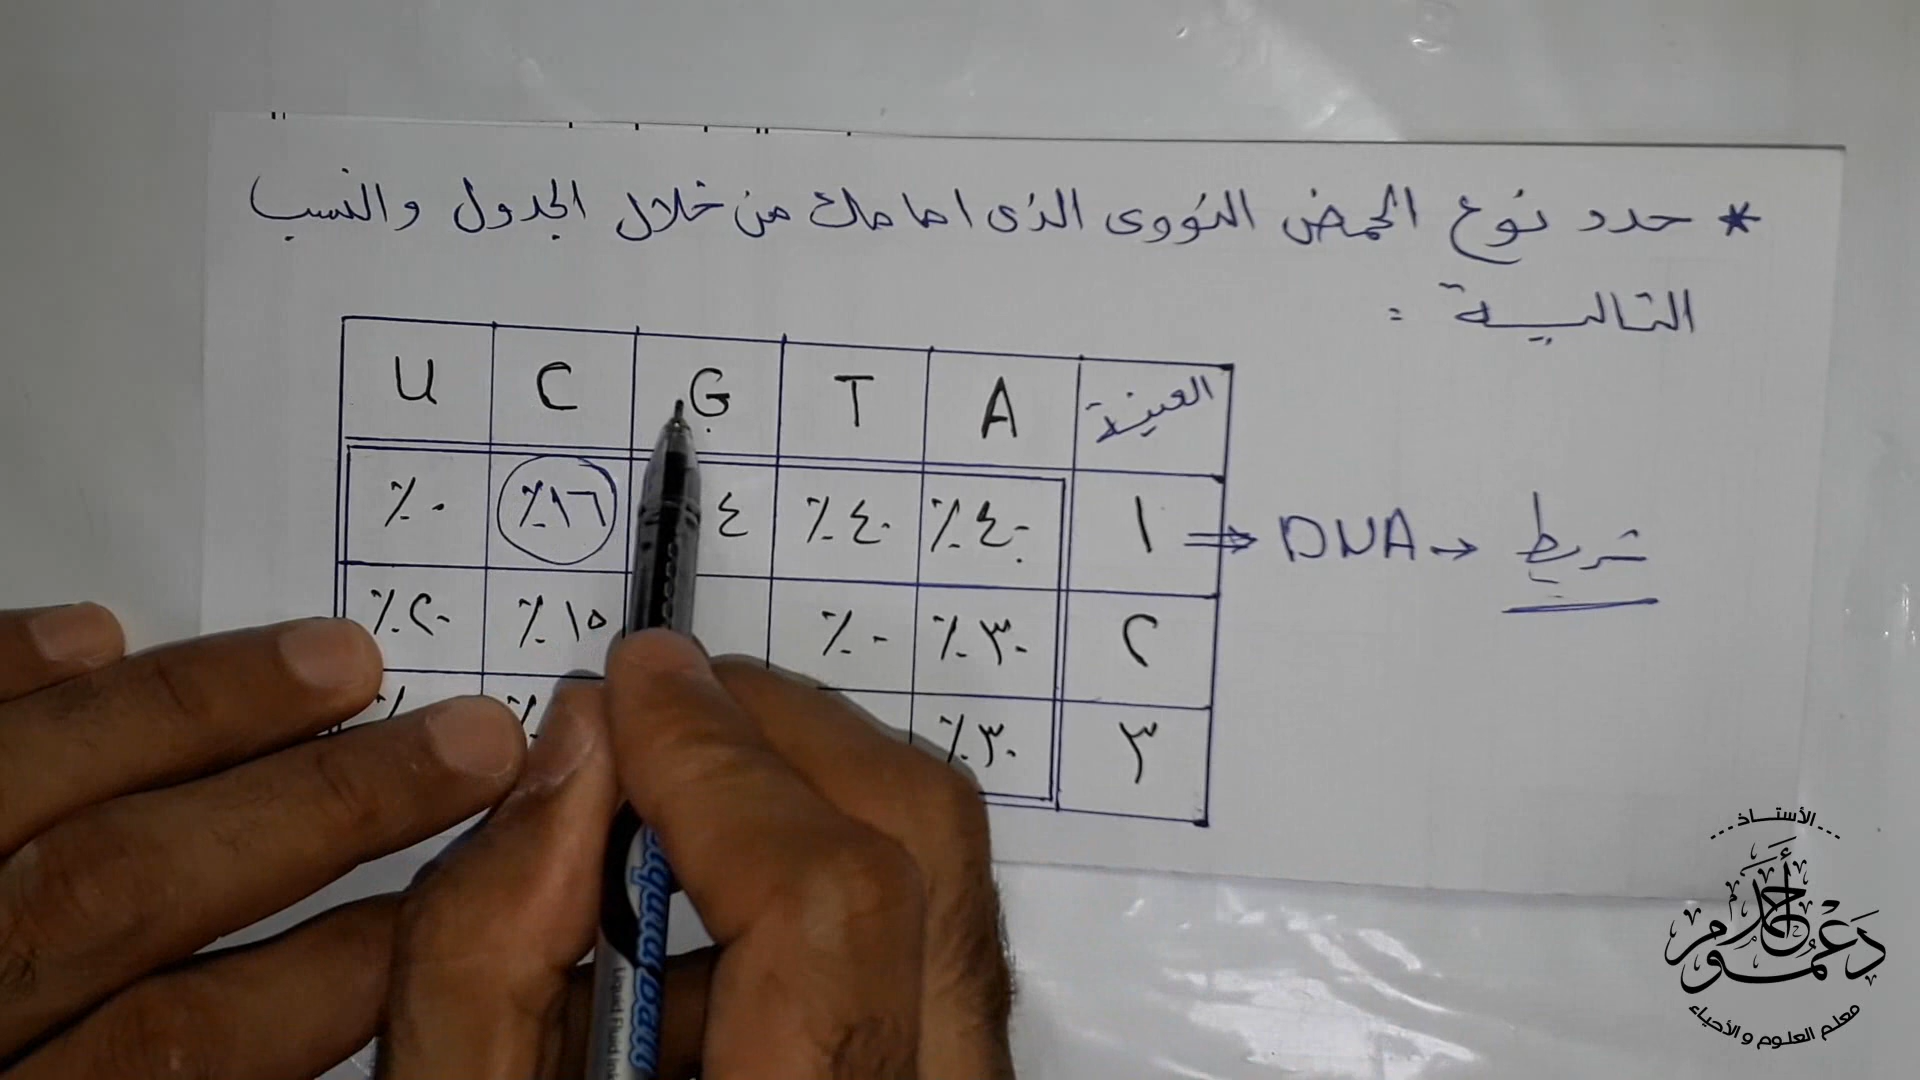 * حدد نوع الحمض النووى الذى امامك من خلال الجدول والنسب
التالية :
العينة A T G C U
١ ٪٤٠ ٪٤٠ ٤ ٪١٦ ٪٠
⇒ DNA → شريط
٢ ٪٣٠ ٪٠ ٪١٥ ٪٢٠
٣ ٪٣٠
الأستاذ
أحمد دعموم
معلم العلوم والأحياء